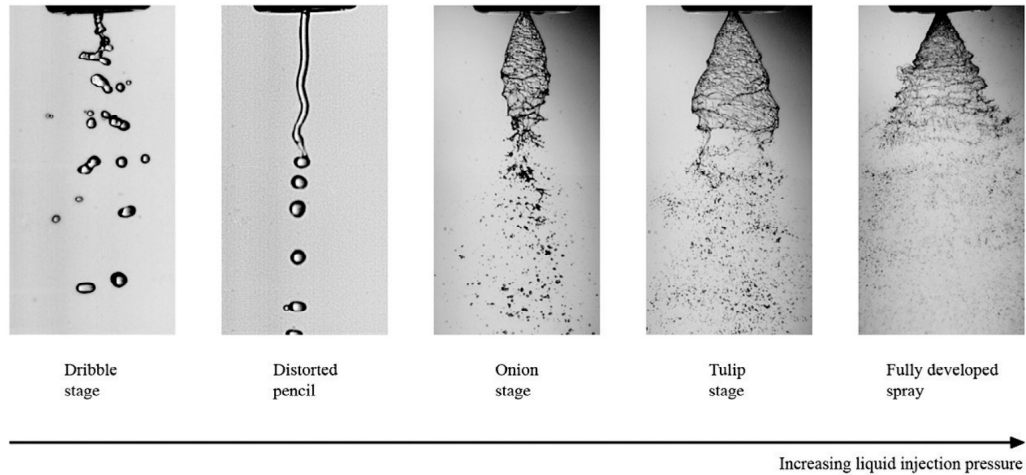 Dribble
stage
Distorted
pencil
Onion
stage
Tulip
stage
Fully developed
spray
Increasing liquid injection pressure